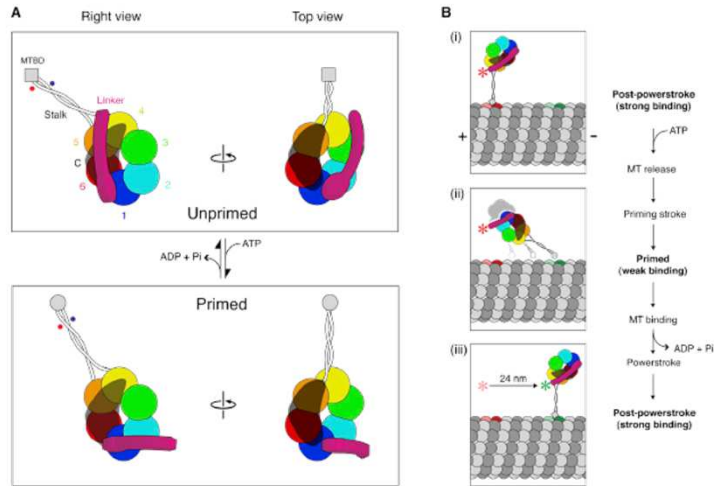 A
Right view
Top view
MTBD
Stalk
Linker
4
5
3
C
6
2
1
Unprimed
ADP + Pi
ATP
Primed
B
(i)
*
+
-
(ii)
*
(iii)
*
24 nm
*
Post-powerstroke
(strong binding)
ATP
MT release
Priming stroke
Primed
(weak binding)
MT binding
ADP + Pi
Powerstroke
Post-powerstroke
(strong binding)